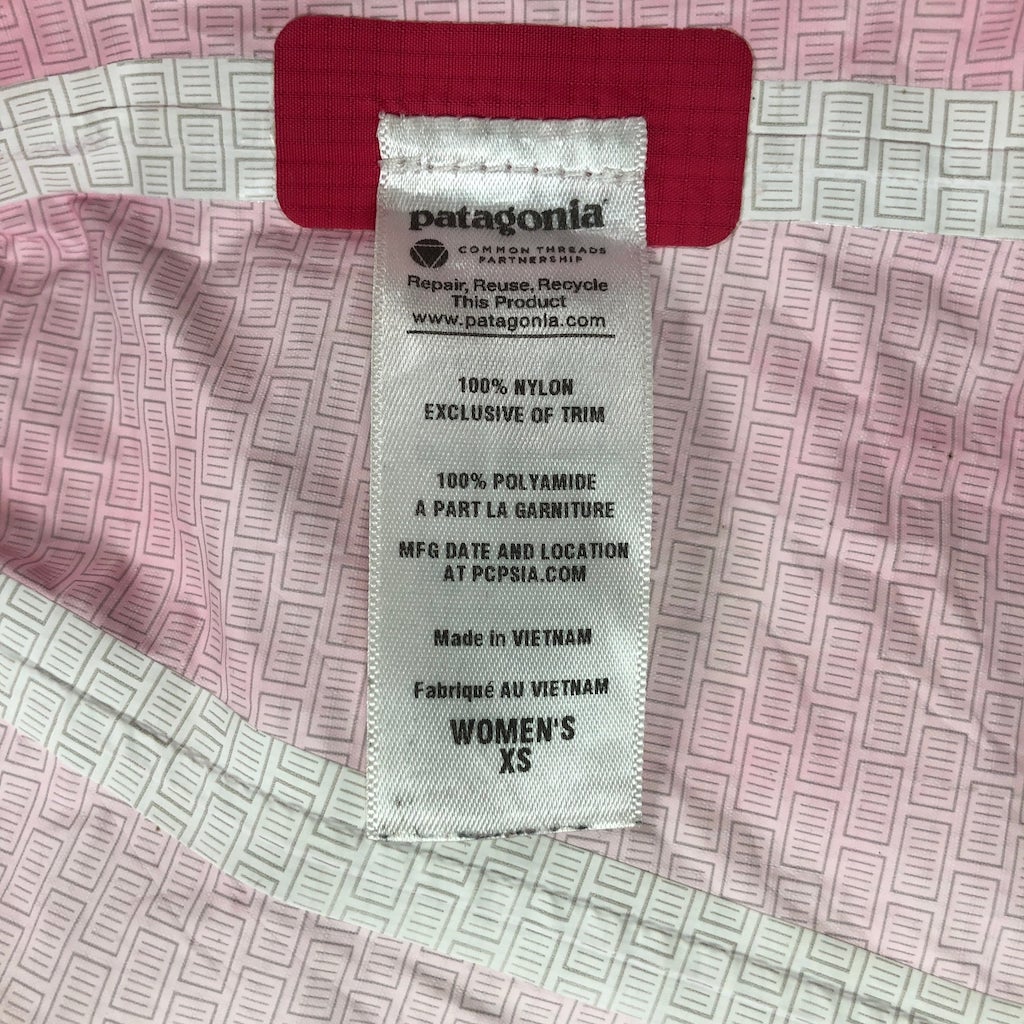 patagonia®
COMMON THREADS
PARTNERSHIP
Repair, Reuse, Recycle
This Product
www.patagonia.com
100% NYLON
EXCLUSIVE OF TRIM
100% POLYAMIDE
A PART LA GARNITURE
MFG DATE AND LOCATION
AT PCPSIA.COM
Made in VIETNAM
Fabriqué AU VIETNAM
WOMEN'S
XS